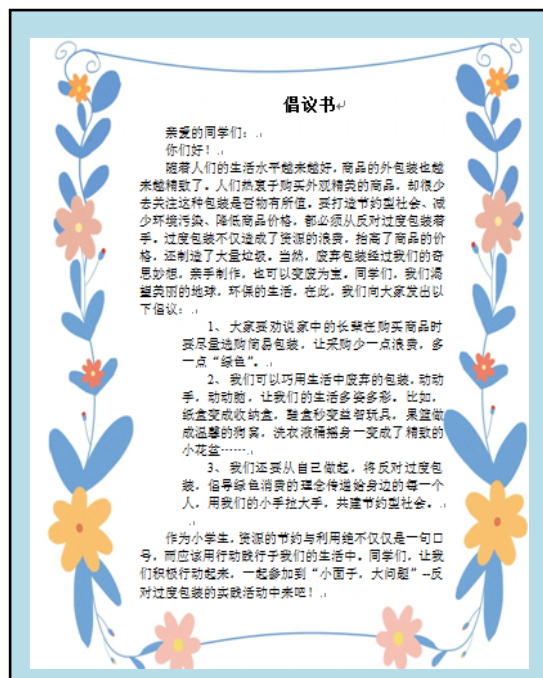 倡议书
亲爱的同学们：
你们好！
随着人们的生活水平越来越好，商品的外包装也越
来越精致了。人们热衷于购买外观精美的商品，却很少
去关注这种包装是否物有所值。要打造节约型社会、减
少环境污染、降低商品价格，都必须从反对过度包装着
手。过度包装不仅造成了资源的浪费，抬高了商品的价
格，还制造了大量垃圾。当然，废弃包装经过我们的奇
思妙想，亲手制作，也可以变废为宝。同学们，我们渴
望美丽的地球，环保的生活，在此，我们向大家发出以
下倡议：
1、 大家要劝说家中的长辈在购买商品时
要尽量选购简易包装，让采购少一点浪费，多
一点“绿色”。
2、 我们可以巧用生活中废弃的包装，动动
手，动动脑，让我们的生活多姿多彩。比如，
纸盒变成收纳盒，鞋盒秒变益智玩具，果篮做
成温馨的狗窝，洗衣液桶摇身一变成了精致的
小花盆……
3、 我们还要从自己做起，将反对过度包
装，倡导绿色消费的理念传递给身边的每一个
人，用我们的小手拉大手，共建节约型社会。
作为小学生，资源的节约与利用绝不仅仅是一句口
号，而应该用行动践行于我们的生活中。同学们，让我
们积极行动起来，一起参加到“小面子，大问题”--反
对过度包装的实践活动中来吧！